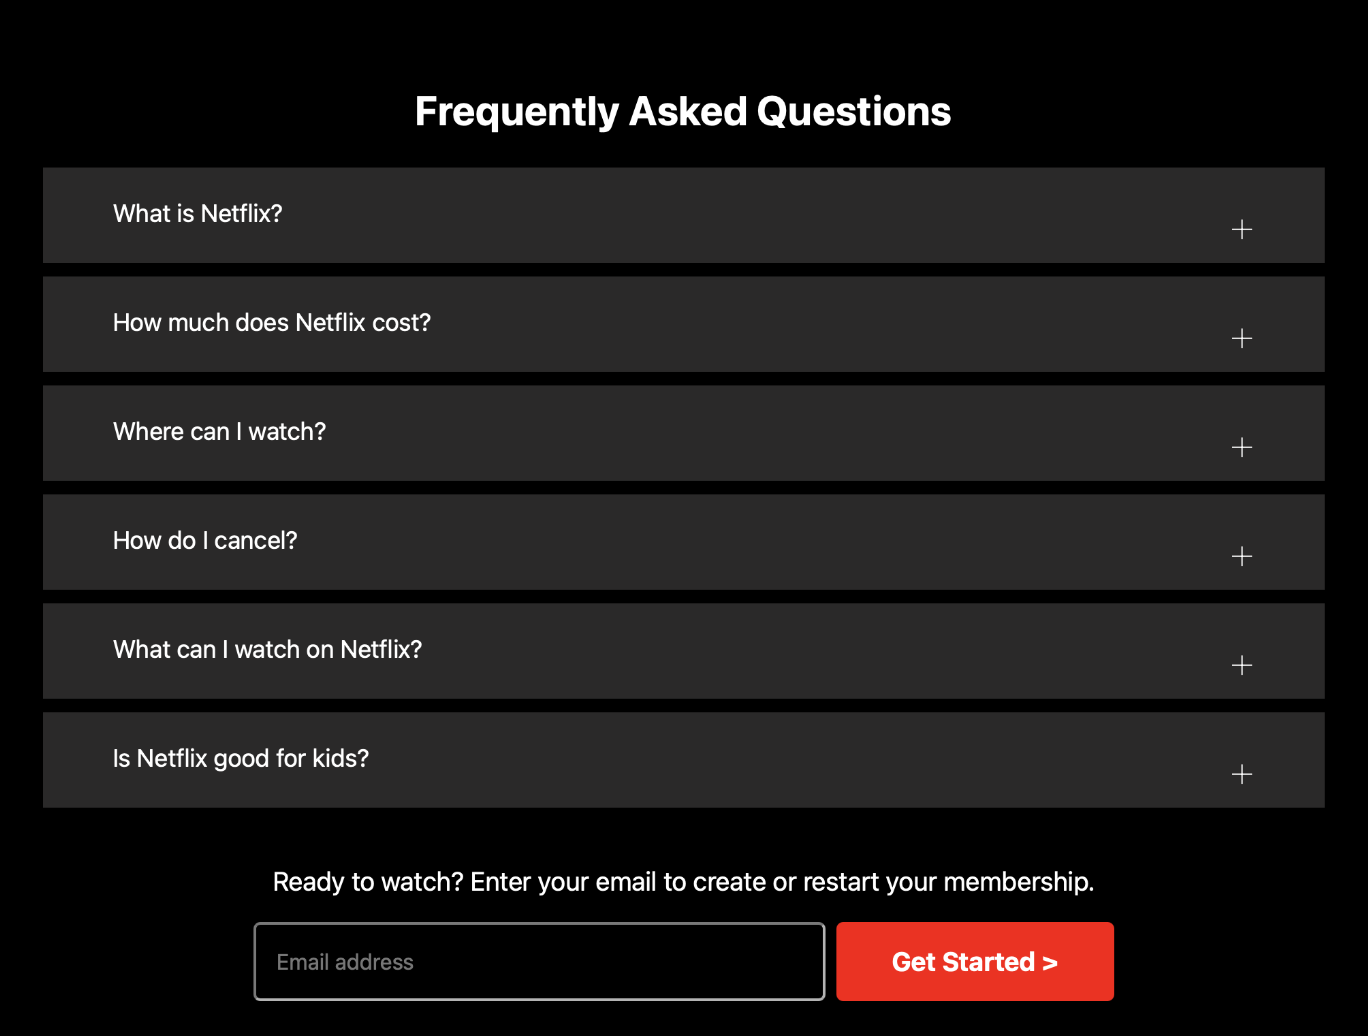 Frequently Asked Questions
What is Netflix?
+
How much does Netflix cost?
+
Where can I watch?
+
How do I cancel?
+
What can I watch on Netflix?
+
Is Netflix good for kids?
+
Ready to watch? Enter your email to create or restart your membership.
Email address
Get Started >